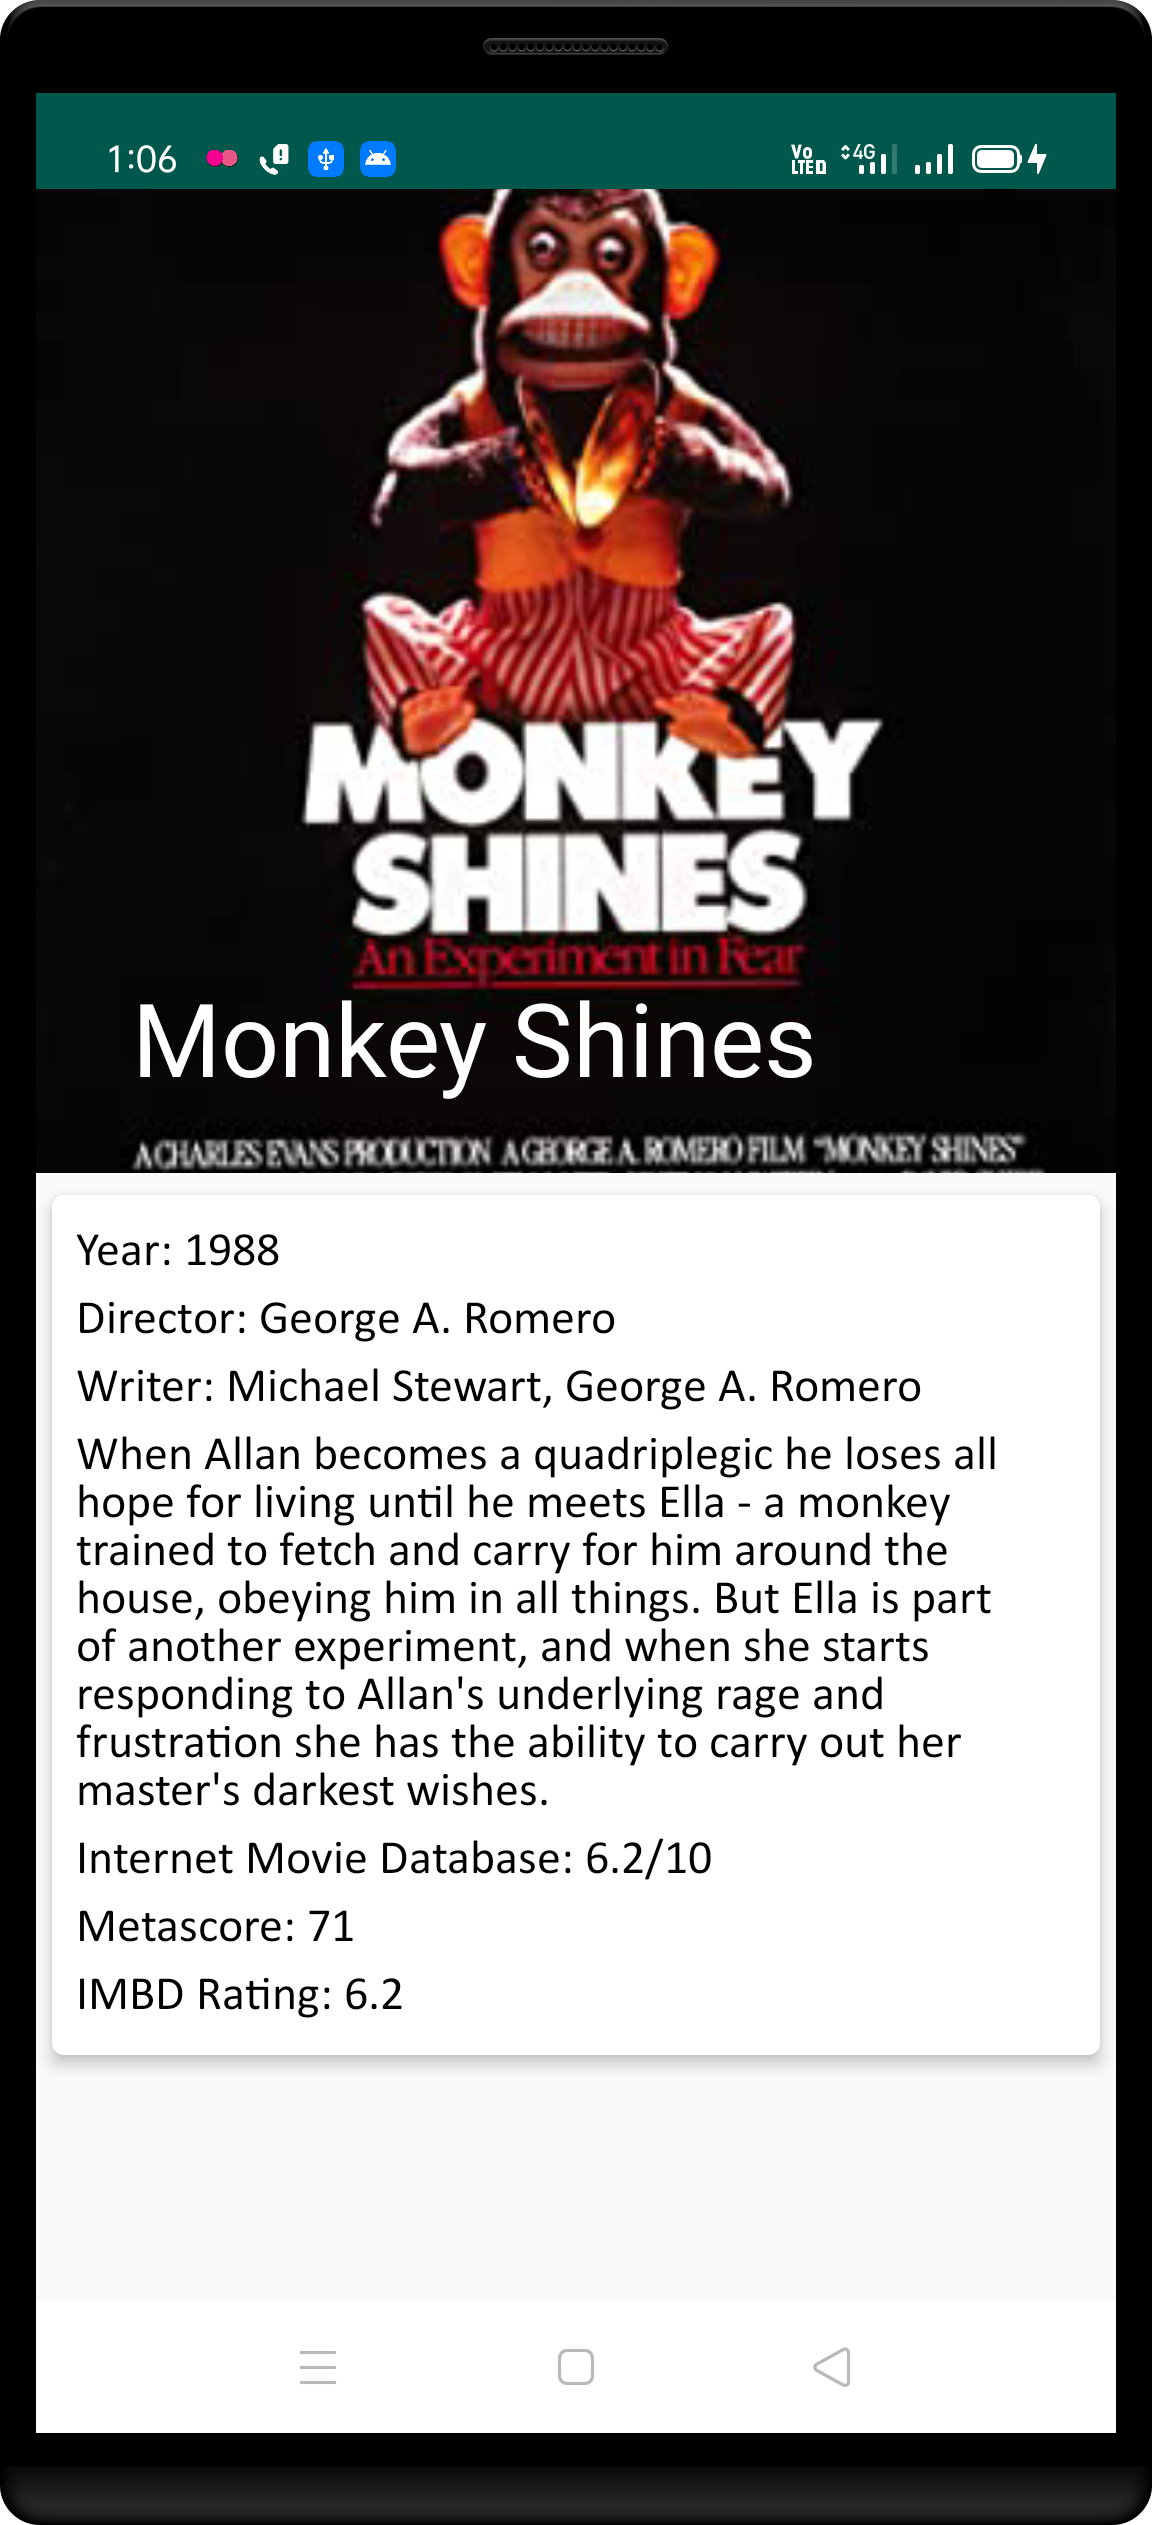 1:06
Vo
LTED
4G
MONKEY
SHINES
An Experiment in Fear
Monkey Shines
A CHARLES EVANS PRODUCTION A GEORGE A. ROMERO FILM "MONKEY SHINES"
Year: 1988
Director: George A. Romero
Writer: Michael Stewart, George A. Romero
When Allan becomes a quadriplegic he loses all
hope for living until he meets Ella - a monkey
trained to fetch and carry for him around the
house, obeying him in all things. But Ella is part
of another experiment, and when she starts
responding to Allan's underlying rage and
frustration she has the ability to carry out her
master's darkest wishes.
Internet Movie Database: 6.2/10
Metascore: 71
IMBD Rating: 6.2